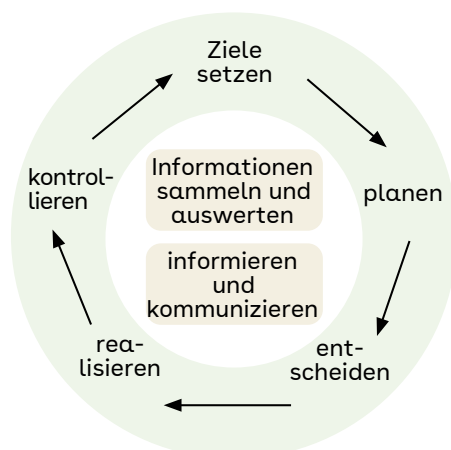 Ziele
setzen
planen
ent-
scheiden
rea-
lisieren
kontrol-
lieren
Informationen
sammeln und
auswerten
informieren
und
kommunizieren